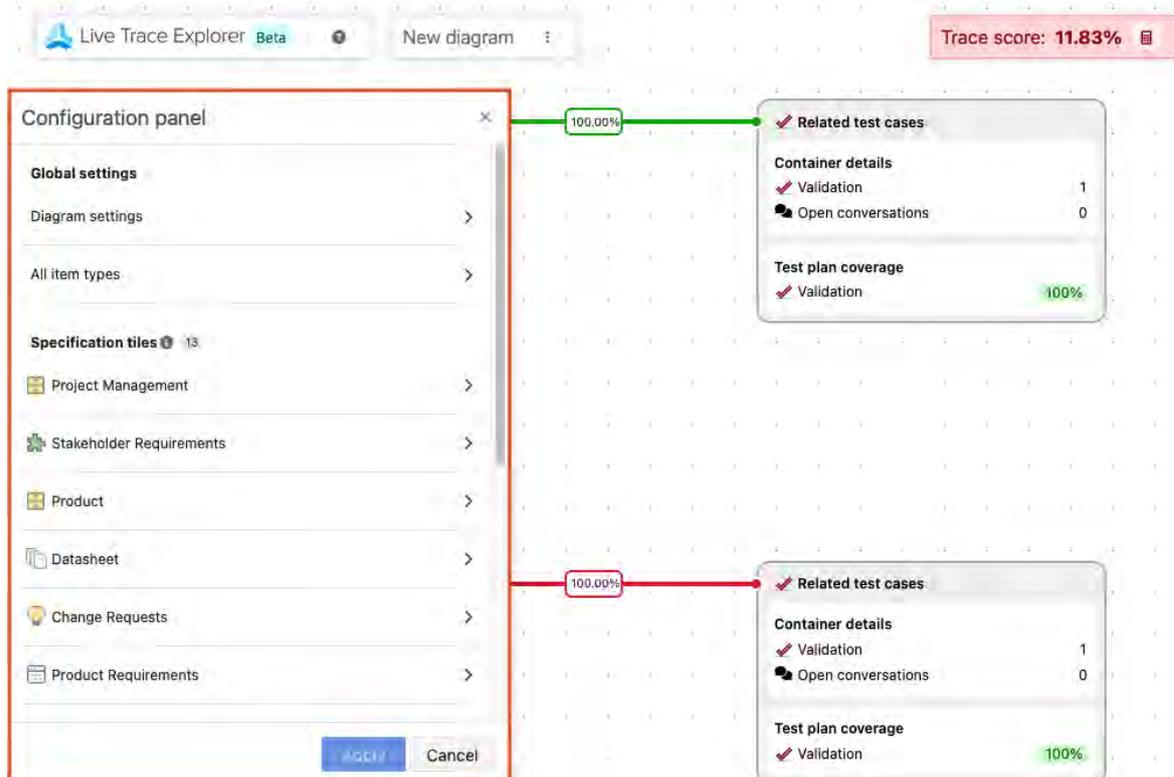 Live Trace Explorer Beta
New diagram
Trace score: 11.83%
Configuration panel
Global settings
Diagram settings
All item types
Specification tiles 13
Project Management
Stakeholder Requirements
Product
Datasheet
Change Requests
Product Requirements
Apply Cancel
100.00%
Related test cases
Container details
Validation 1
Open conversations 0
Test plan coverage
Validation 100%
100.00%
Related test cases
Container details
Validation 1
Open conversations 0
Test plan coverage
Validation 100%